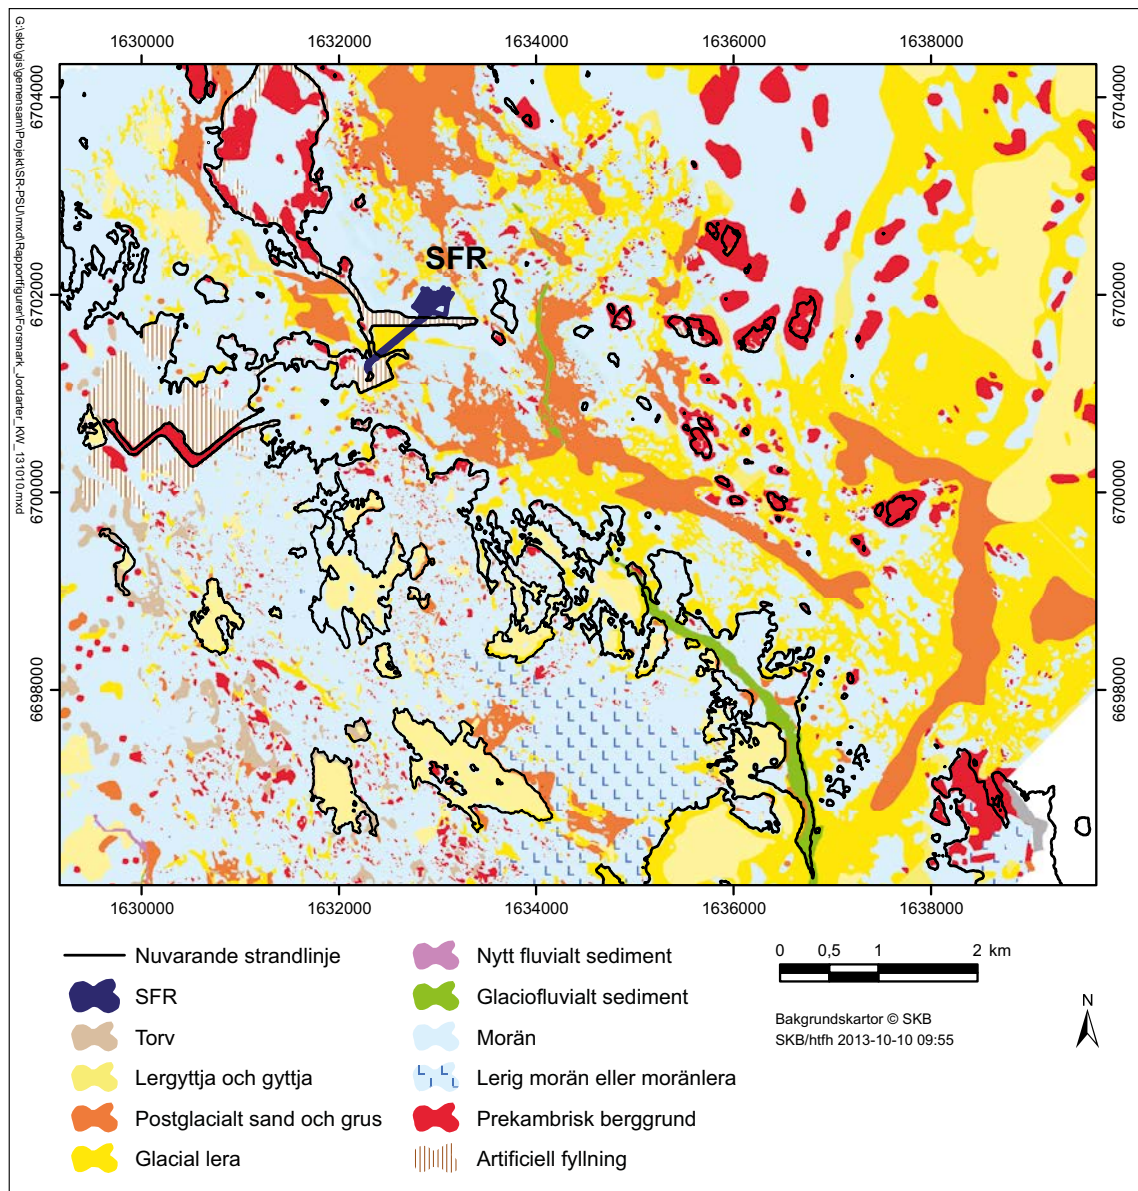 1630000 1632000 1634000 1636000 1638000
G:\skb\gis\gemensam\Projekt\SR-PSU\mxd\Rapportfigurer\Forsmark_Jordarter_KW_131010.mxd
6704000 6704000
SFR
6702000 6702000
6700000 6700000
6698000 6698000
1630000 1632000 1634000 1636000 1638000
Nuvarande strandlinje
SFR
Torv
Lergyttja och gyttja
Postglacialt sand och grus
Glacial lera
Nytt fluvialt sediment
Glaciofluvialt sediment
Morän
Lerig morän eller moränlera
Prekambrisk berggrund
Artificiell fyllning
0 0,5 1 2 km
Bakgrundskartor © SKB
SKB/htfh 2013-10-10 09:55
N